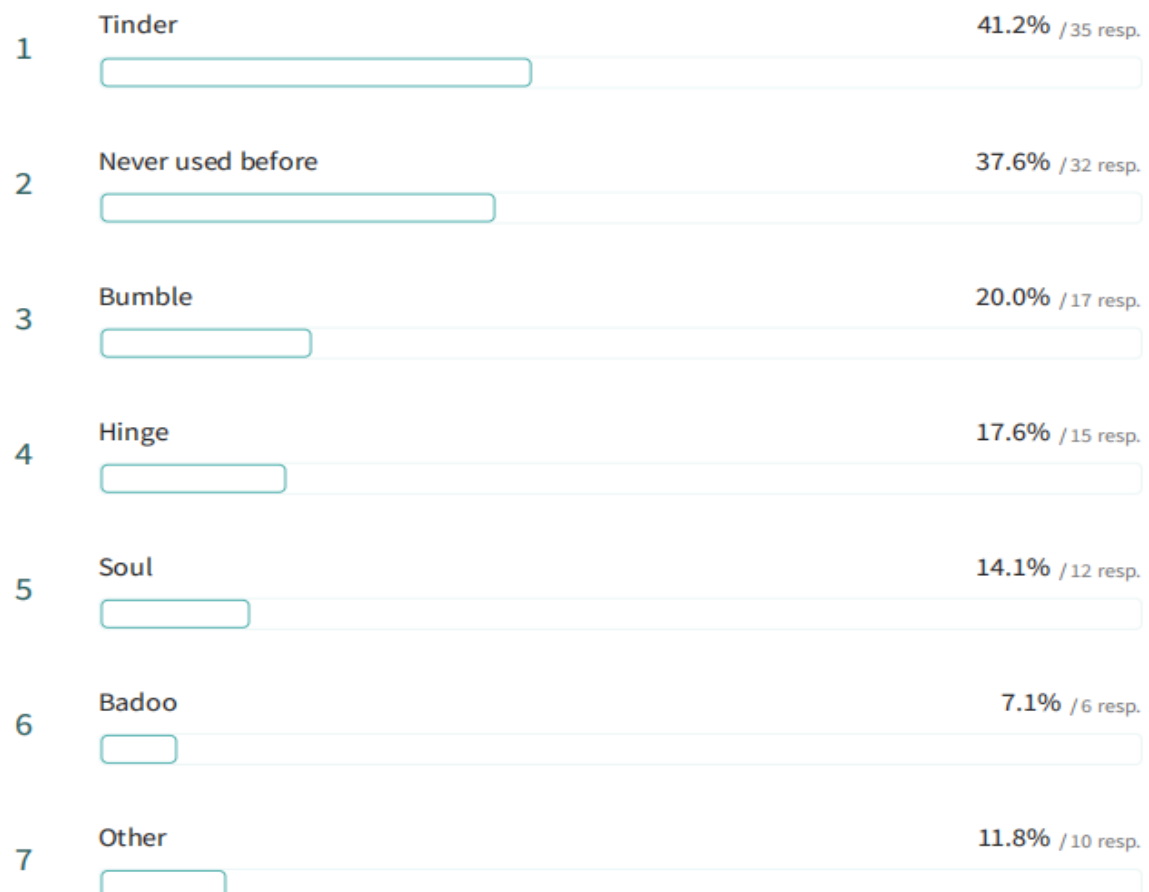 Tinder 41.2% / 35 resp.
1
Never used before 37.6% / 32 resp.
2
Bumble 20.0% / 17 resp.
3
Hinge 17.6% / 15 resp.
4
Soul 14.1% / 12 resp.
5
Badoo 7.1% / 6 resp.
6
Other 11.8% / 10 resp.
7